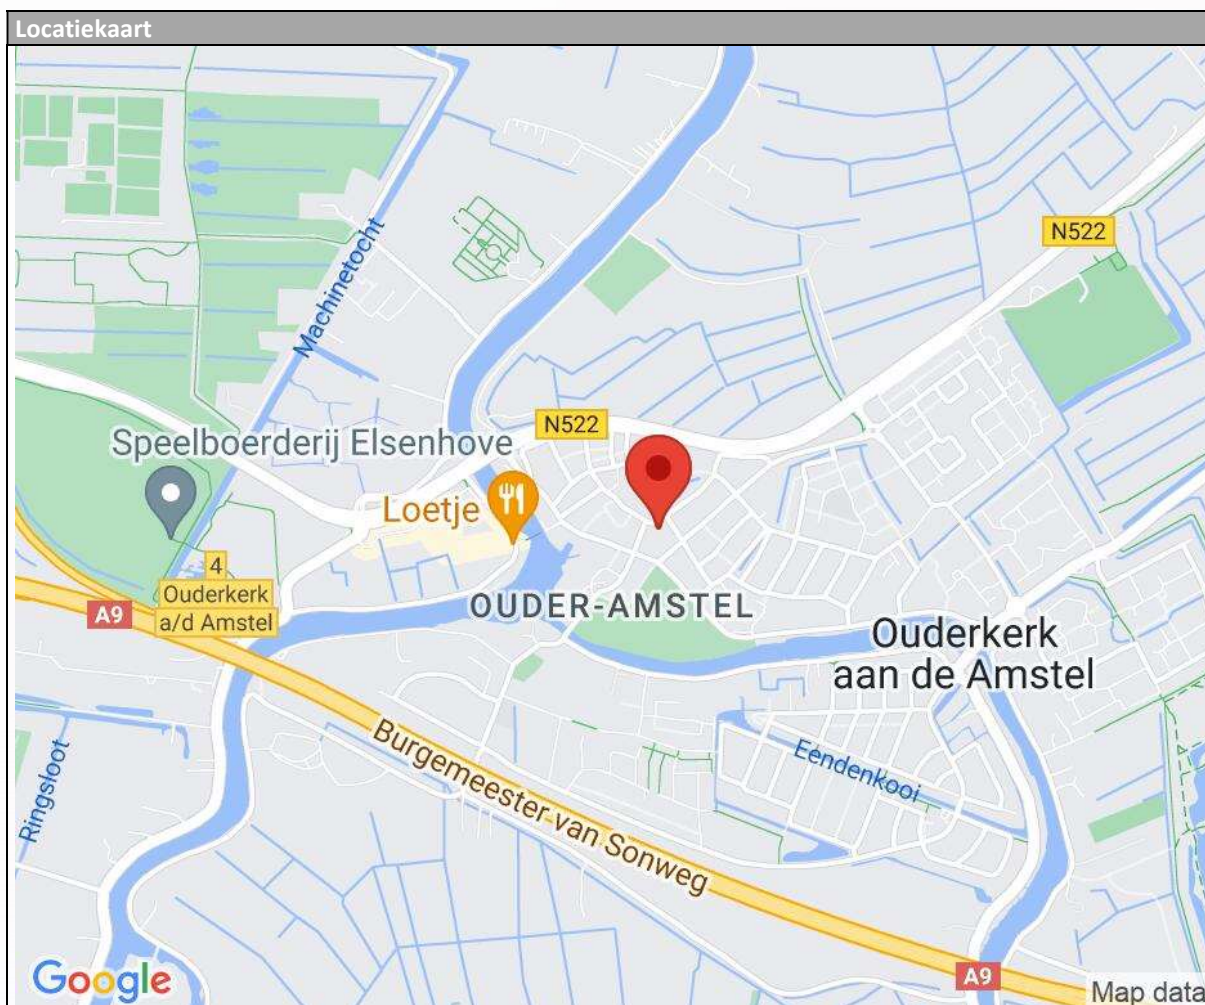 Locatiekaart
N522
Machinetocht
N522
Speelboerderij Elsenhove
Loetje
4
Ouderkerk
a/d Amstel
A9
OUDER-AMSTEL
Ouderkerk
aan de Amstel
Burgemeester van Sonweg
Eendenkooi
Ringsloot
Google
A9
Map data